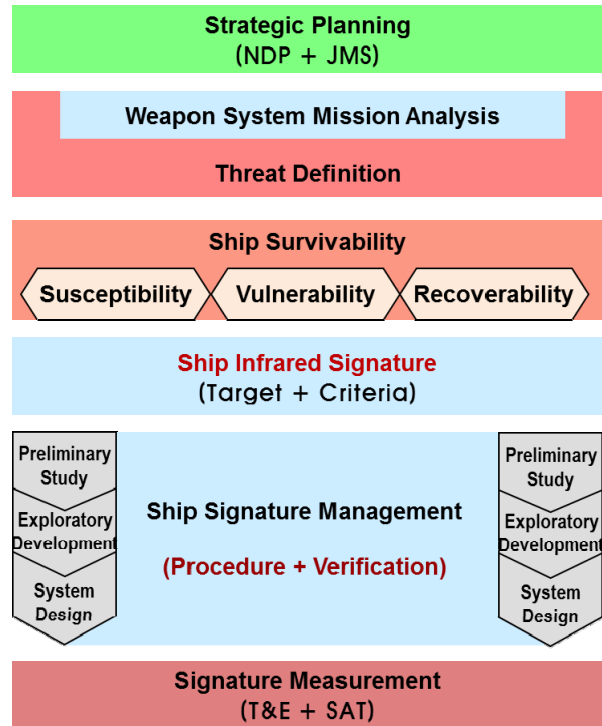 Strategic Planning
(NDP + JMS)
Weapon System Mission Analysis
Threat Definition
Ship Survivability
Susceptibility Vulnerability Recoverability
Ship Infrared Signature
(Target + Criteria)
Preliminary
Study
Exploratory
Development
System
Design
Ship Signature Management
(Procedure + Verification)
Preliminary
Study
Exploratory
Development
System
Design
Signature Measurement
(T&E + SAT)